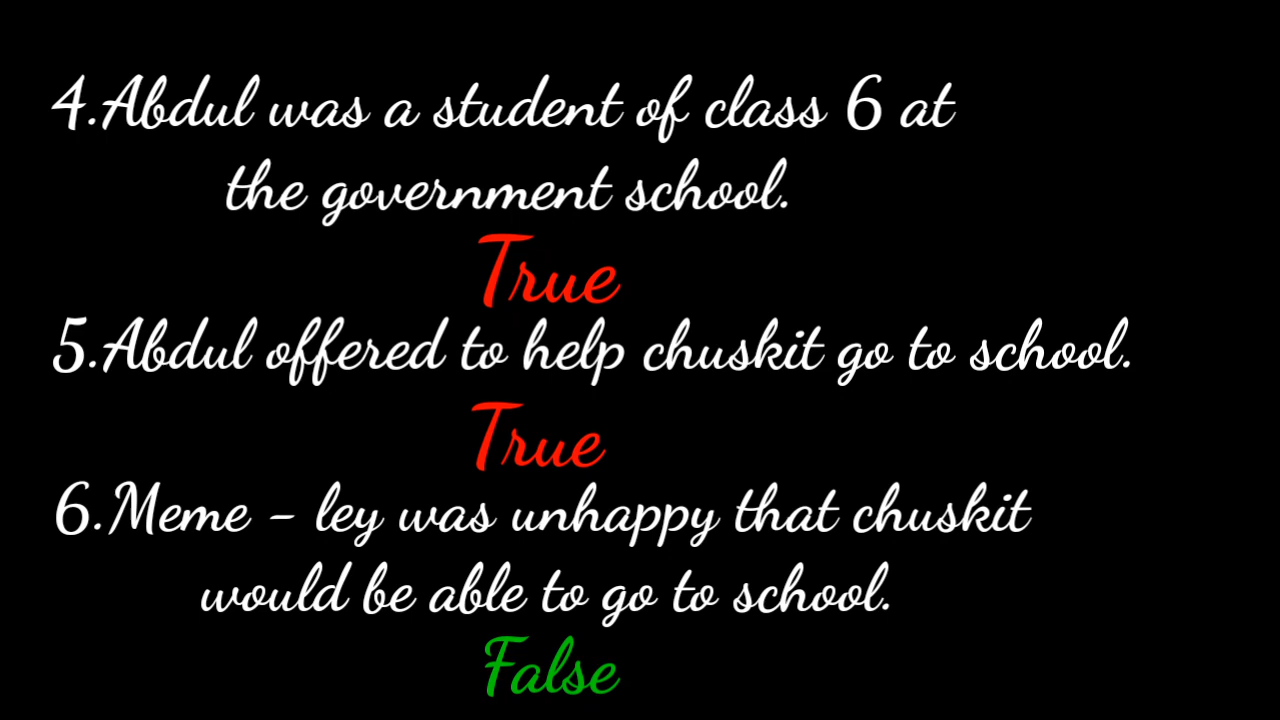 4.Abdul was a student of class 6 at
the government school.
True
5.Abdul offered to help chuskit go to school.
True
6.Meme - ley was unhappy that chuskit
would be able to go to school.
False